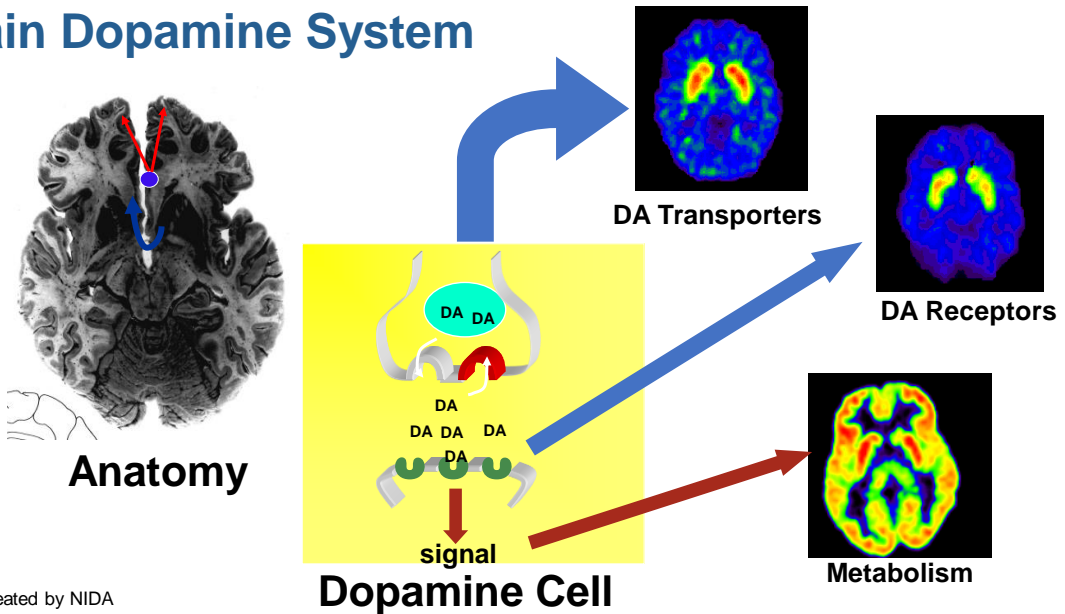 ain Dopamine System
DA Transporters
DA Receptors
DA DA
DA
DA DA DA
DA
signal
Anatomy
Dopamine Cell
Metabolism
eated by NIDA